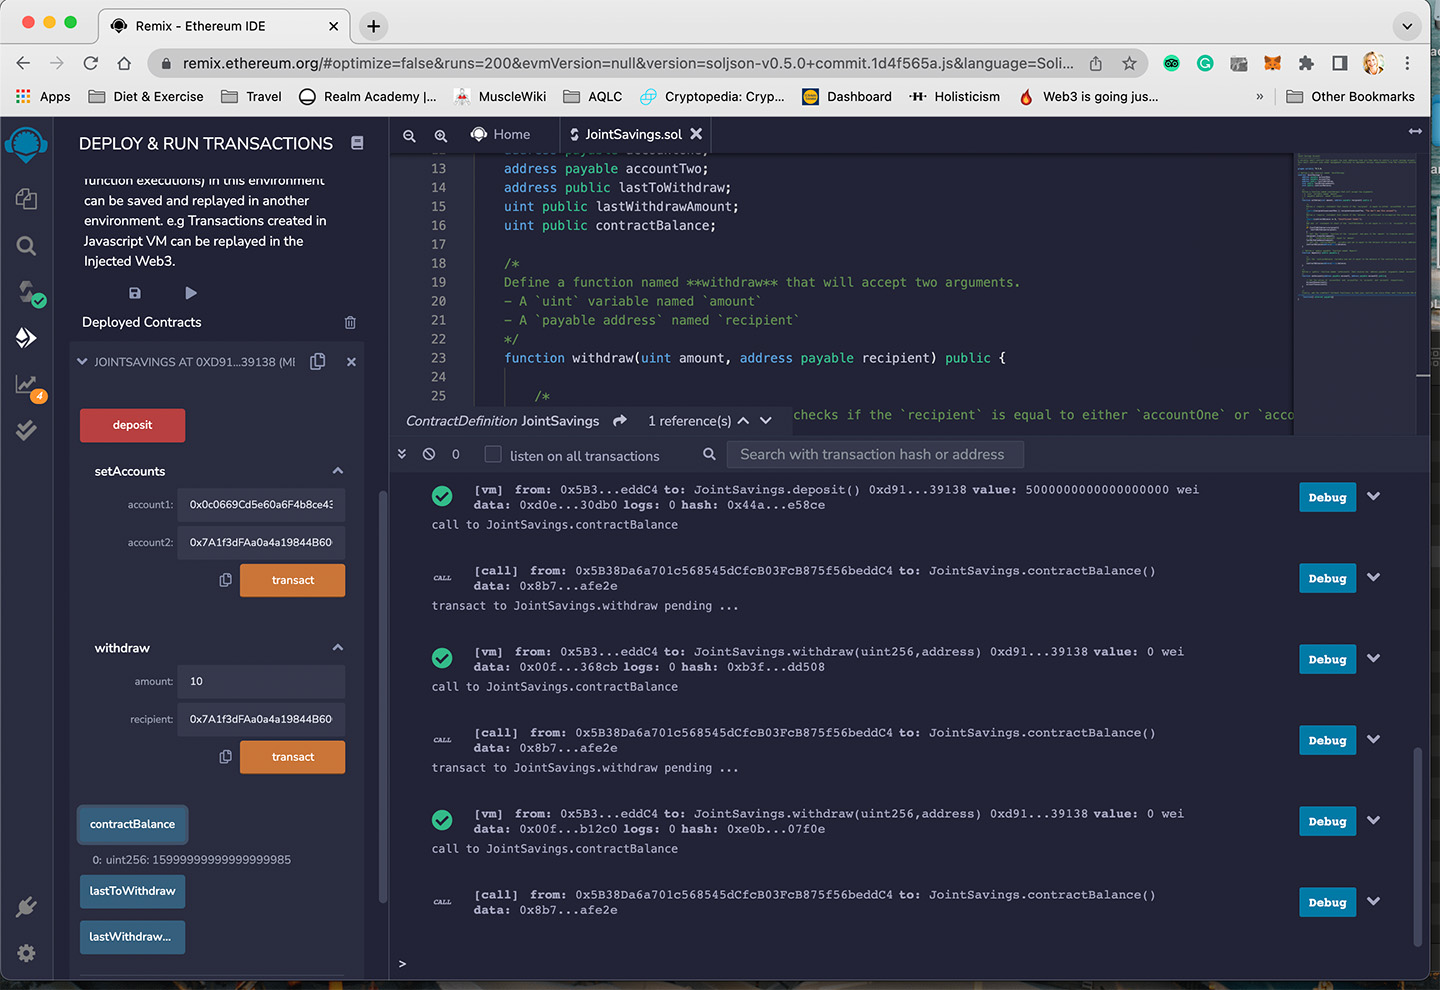 Remix - Ethereum IDE
remix.ethereum.org/#optimize=false&runs=200&evmVersion=null&version=soljson-v0.5.0+commit.1d4f565a.js&language=Soli...
Apps Diet & Exercise Travel Realm Academy |... MuscleWiki AQLC Cryptopedia: Cryp... Dashboard ·H· Holisticism Web3 is going jus... » Other Bookmarks
DEPLOY & RUN TRANSACTIONS
function executions) in this environment
can be saved and replayed in another
environment. e.g Transactions created in
Javascript VM can be replayed in the
Injected Web3.
Deployed Contracts
JOINTSAVINGS AT 0XD91...39138 (MI
deposit
setAccounts
account1: 0x0c0669Cd5e60a6F4b8ce43
account2: 0x7A1f3dFAa0a4a19844B60
transact
withdraw
amount: 10
recipient: 0x7A1f3dFAa0a4a19844B60
transact
contractBalance
0: uint256: 15999999999999999985
lastToWithdraw
lastWithdraw...
4
Home JointSavings.sol
13 address payable accountTwo;
14 address public lastToWithdraw;
15 uint public lastWithdrawAmount;
16 uint public contractBalance;
17
18 /*
19 Define a function named **withdraw** that will accept two arguments.
20 - A `uint` variable named `amount`
21 - A `payable address` named `recipient`
22 */
23 function withdraw(uint amount, address payable recipient) public {
24
25 /*
ContractDefinition JointSavings 1 reference(s) checks if the `recipient` is equal to either `accountOne` or `acco
0 listen on all transactions Search with transaction hash or address
[vm] from: 0x5B3...eddC4 to: JointSavings.deposit() 0xd91...39138 value: 5000000000000000000 wei
data: 0xd0e...30db0 logs: 0 hash: 0x44a...e58ce
Debug
call to JointSavings.contractBalance
CALL [call] from: 0x5B38Da6a701c568545dCfcB03FcB875f56beddC4 to: JointSavings.contractBalance()
data: 0x8b7...afe2e
Debug
transact to JointSavings.withdraw pending ...
[vm] from: 0x5B3...eddC4 to: JointSavings.withdraw(uint256,address) 0xd91...39138 value: 0 wei
data: 0x00f...368cb logs: 0 hash: 0xb3f...dd508
Debug
call to JointSavings.contractBalance
CALL [call] from: 0x5B38Da6a701c568545dCfcB03FcB875f56beddC4 to: JointSavings.contractBalance()
data: 0x8b7...afe2e
Debug
transact to JointSavings.withdraw pending ...
[vm] from: 0x5B3...eddC4 to: JointSavings.withdraw(uint256,address) 0xd91...39138 value: 0 wei
data: 0x00f...b12c0 logs: 0 hash: 0xe0b...07f0e
Debug
call to JointSavings.contractBalance
CALL [call] from: 0x5B38Da6a701c568545dCfcB03FcB875f56beddC4 to: JointSavings.contractBalance()
data: 0x8b7...afe2e
Debug
>